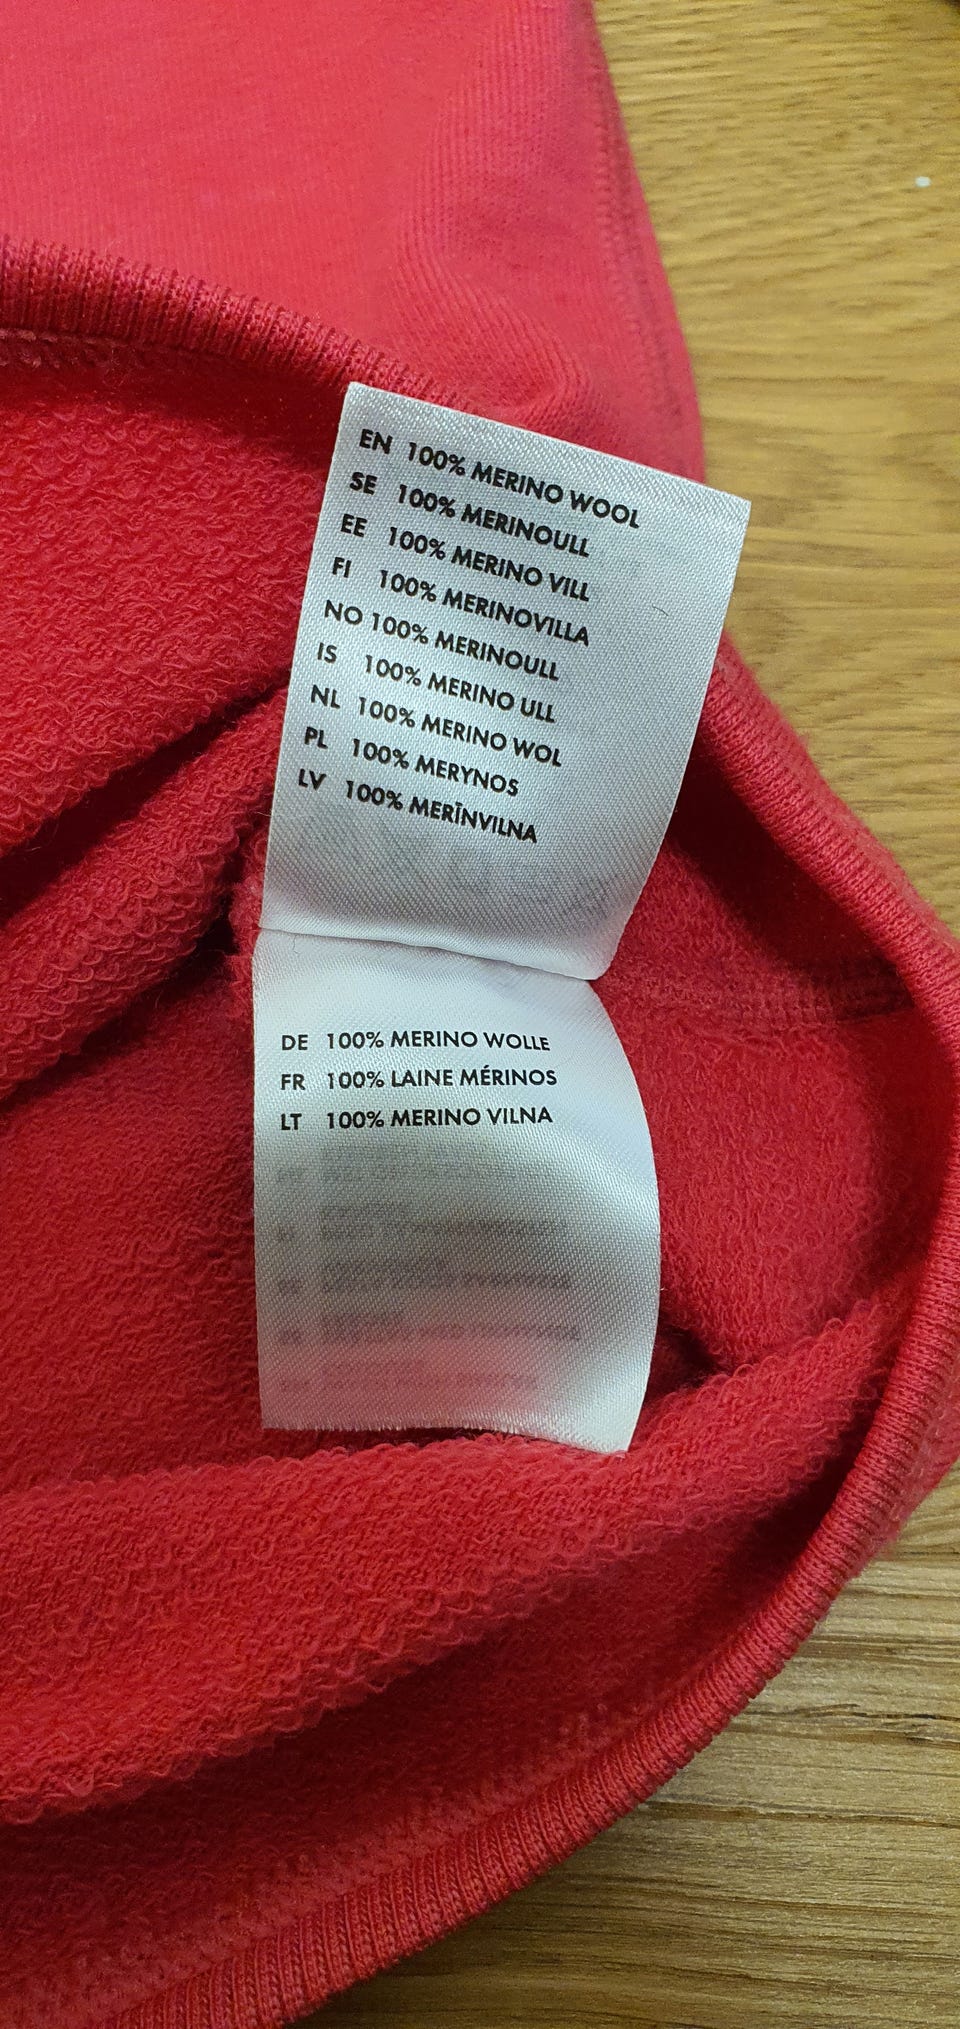 EN 100% MERINO WOOL
SE 100% MERINOULL
EE 100% MERINO VILL
FI 100% MERINOVILLA
NO 100% MERINOULL
IS 100% MERINO ULL
NL 100% MERINO WOL
PL 100% MERYNOS
LV 100% MERĪNVILNA
DE 100% MERINO WOLLE
FR 100% LAINE MÉRINOS
LT 100% MERINO VILNA